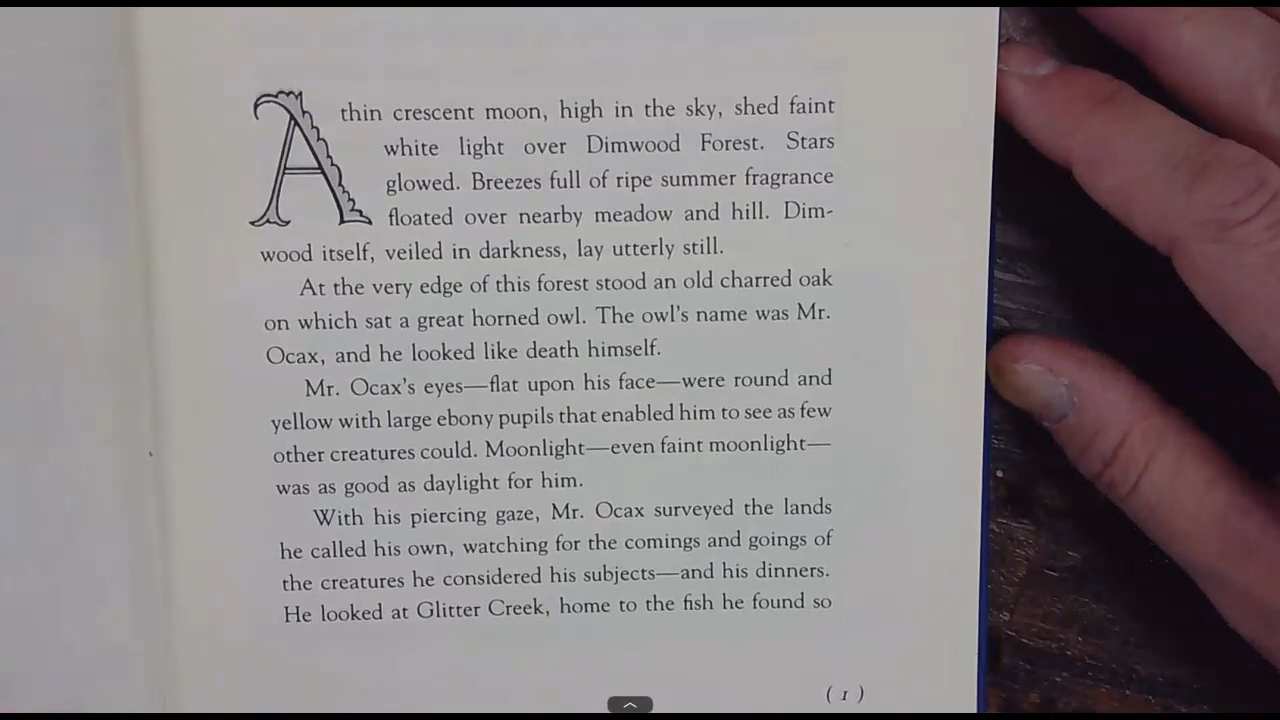 A thin crescent moon, high in the sky, shed faint
white light over Dimwood Forest. Stars
glowed. Breezes full of ripe summer fragrance
floated over nearby meadow and hill. Dim-
wood itself, veiled in darkness, lay utterly still.
At the very edge of this forest stood an old charred oak
on which sat a great horned owl. The owl's name was Mr.
Ocax, and he looked like death himself.
Mr. Ocax's eyes—flat upon his face—were round and
yellow with large ebony pupils that enabled him to see as few
other creatures could. Moonlight—even faint moonlight—
was as good as daylight for him.
With his piercing gaze, Mr. Ocax surveyed the lands
he called his own, watching for the comings and goings of
the creatures he considered his subjects—and his dinners.
He looked at Glitter Creek, home to the fish he found so
( 1 )